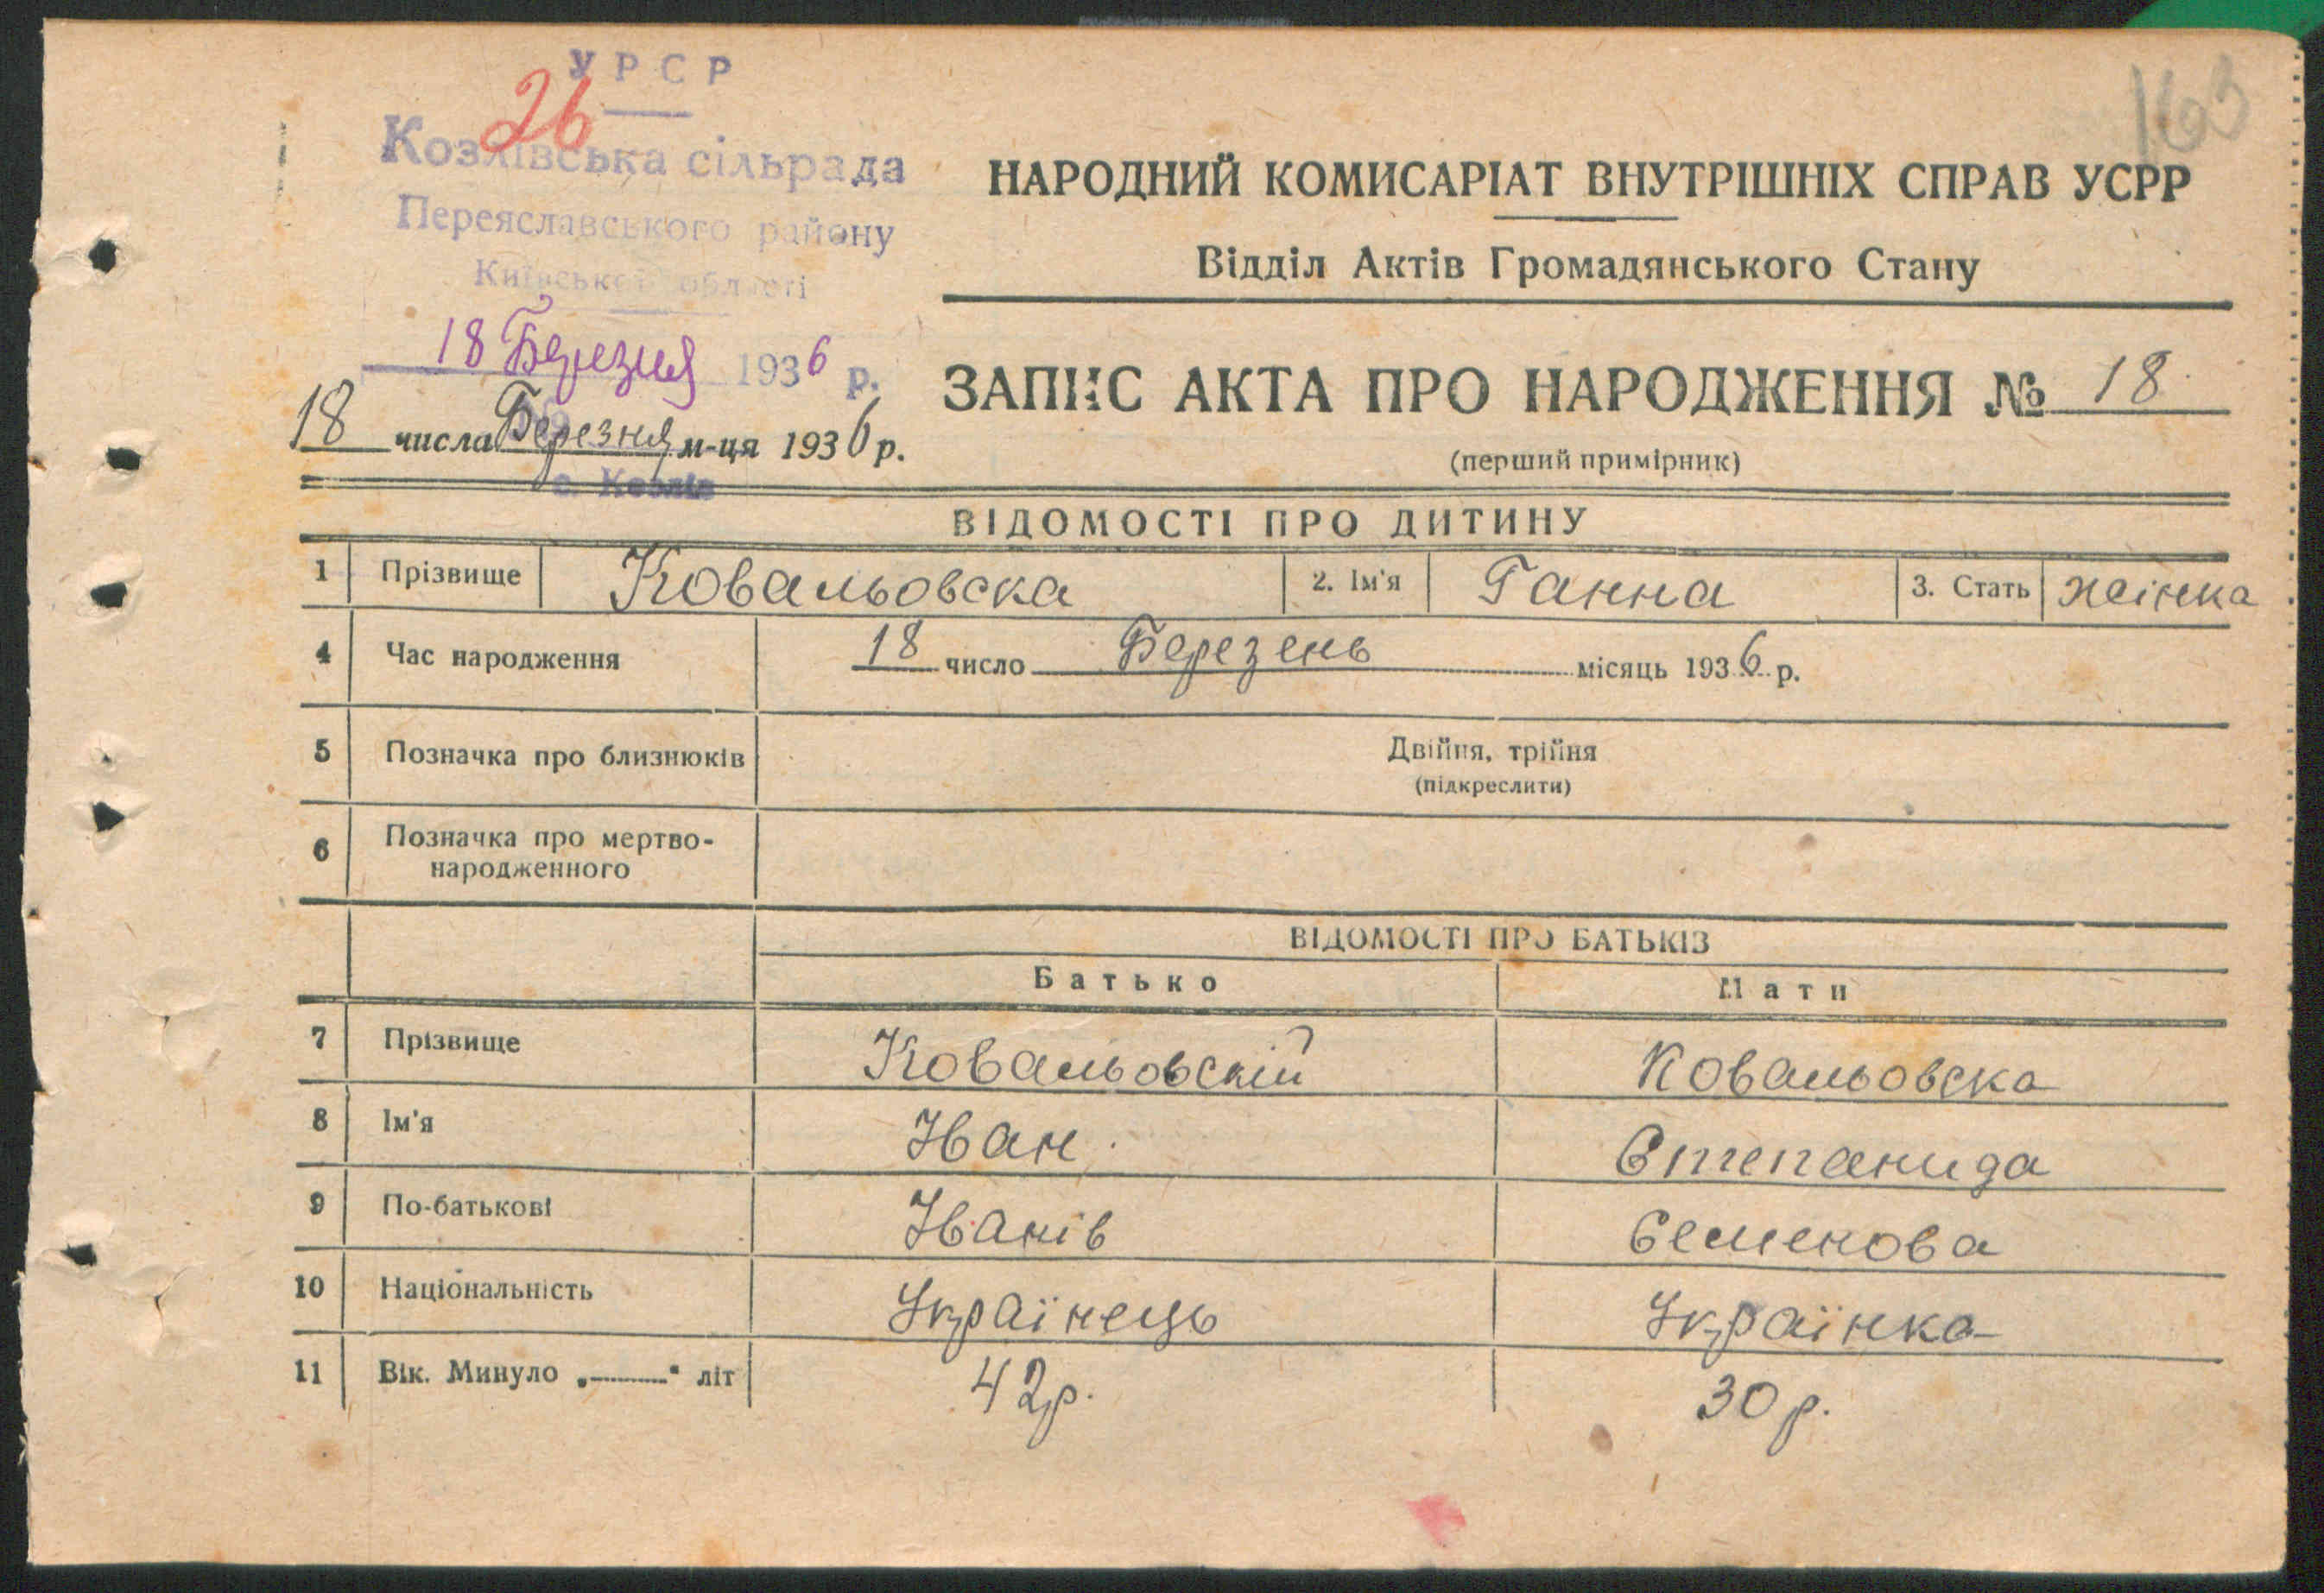 163
УРСР
26
Козлівська сільрада
Переяславського району
Київської області
18 Березня 1936 р.
18 числа Березня м-ця 1936 р.
с. Козлів
НАРОДНИЙ КОМИСАРІАТ ВНУТРІШНІХ СПРАВ УСРР
Відділ Актів Громадянського Стану
ЗАПИС АКТА ПРО НАРОДЖЕННЯ № 18
(перший примірник)
ВІДОМОСТІ ПРО ДИТИНУ
1 Прізвище Ковальовска 2. Ім'я Ганна 3. Стать жінка
4 Час народження 18 число Березень місяць 1936 р.
5 Позначка про близнюків Двійня, трійня
(підкреслити)
6 Позначка про мертво-
народженного
ВІДОМОСТІ ПРО БАТЬКІВ
Батько Мати
7 Прізвище Ковальовскій Ковальовска
8 Ім'я Іван Степанида
9 По-батькові Іванів Семенова
10 Національність Українець Українка
11 Вік. Минуло „———" літ 42 р. 30 р.